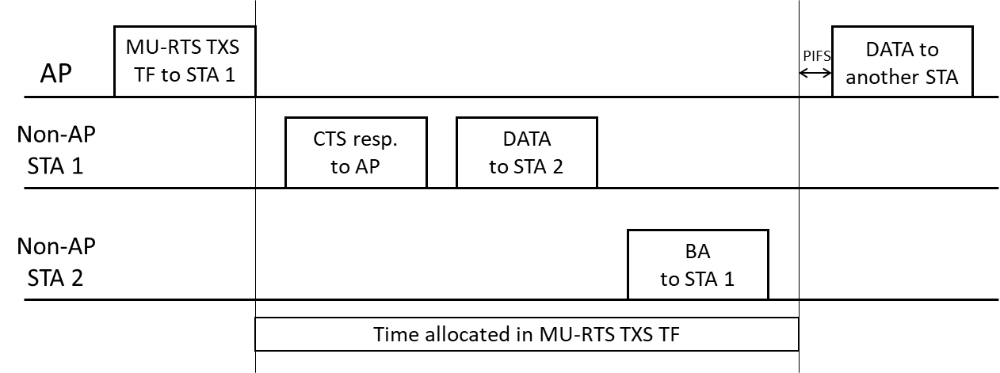 MU-RTS TXS
TF to STA 1
AP
PIFS
DATA to
another STA
Non-AP
STA 1
CTS resp.
to AP
DATA
to STA 2
Non-AP
STA 2
BA
to STA 1
Time allocated in MU-RTS TXS TF